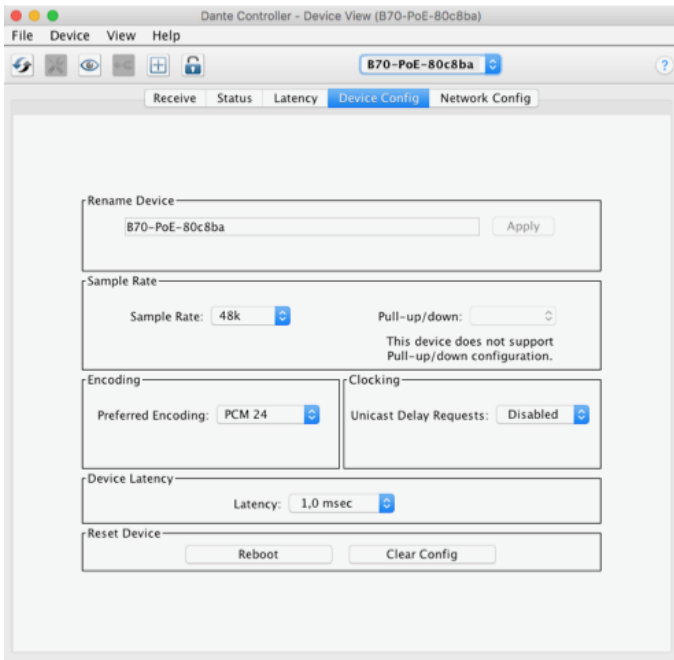 Dante Controller - Device View (B70-PoE-80c8ba)
File Device View Help
B70-PoE-80c8ba
?
Receive Status Latency Device Config Network Config
Rename Device
B70-PoE-80c8ba Apply
Sample Rate
Sample Rate: 48k Pull-up/down:
This device does not support
Pull-up/down configuration.
Encoding Clocking
Preferred Encoding: PCM 24 Unicast Delay Requests: Disabled
Device Latency
Latency: 1,0 msec
Reset Device
Reboot Clear Config